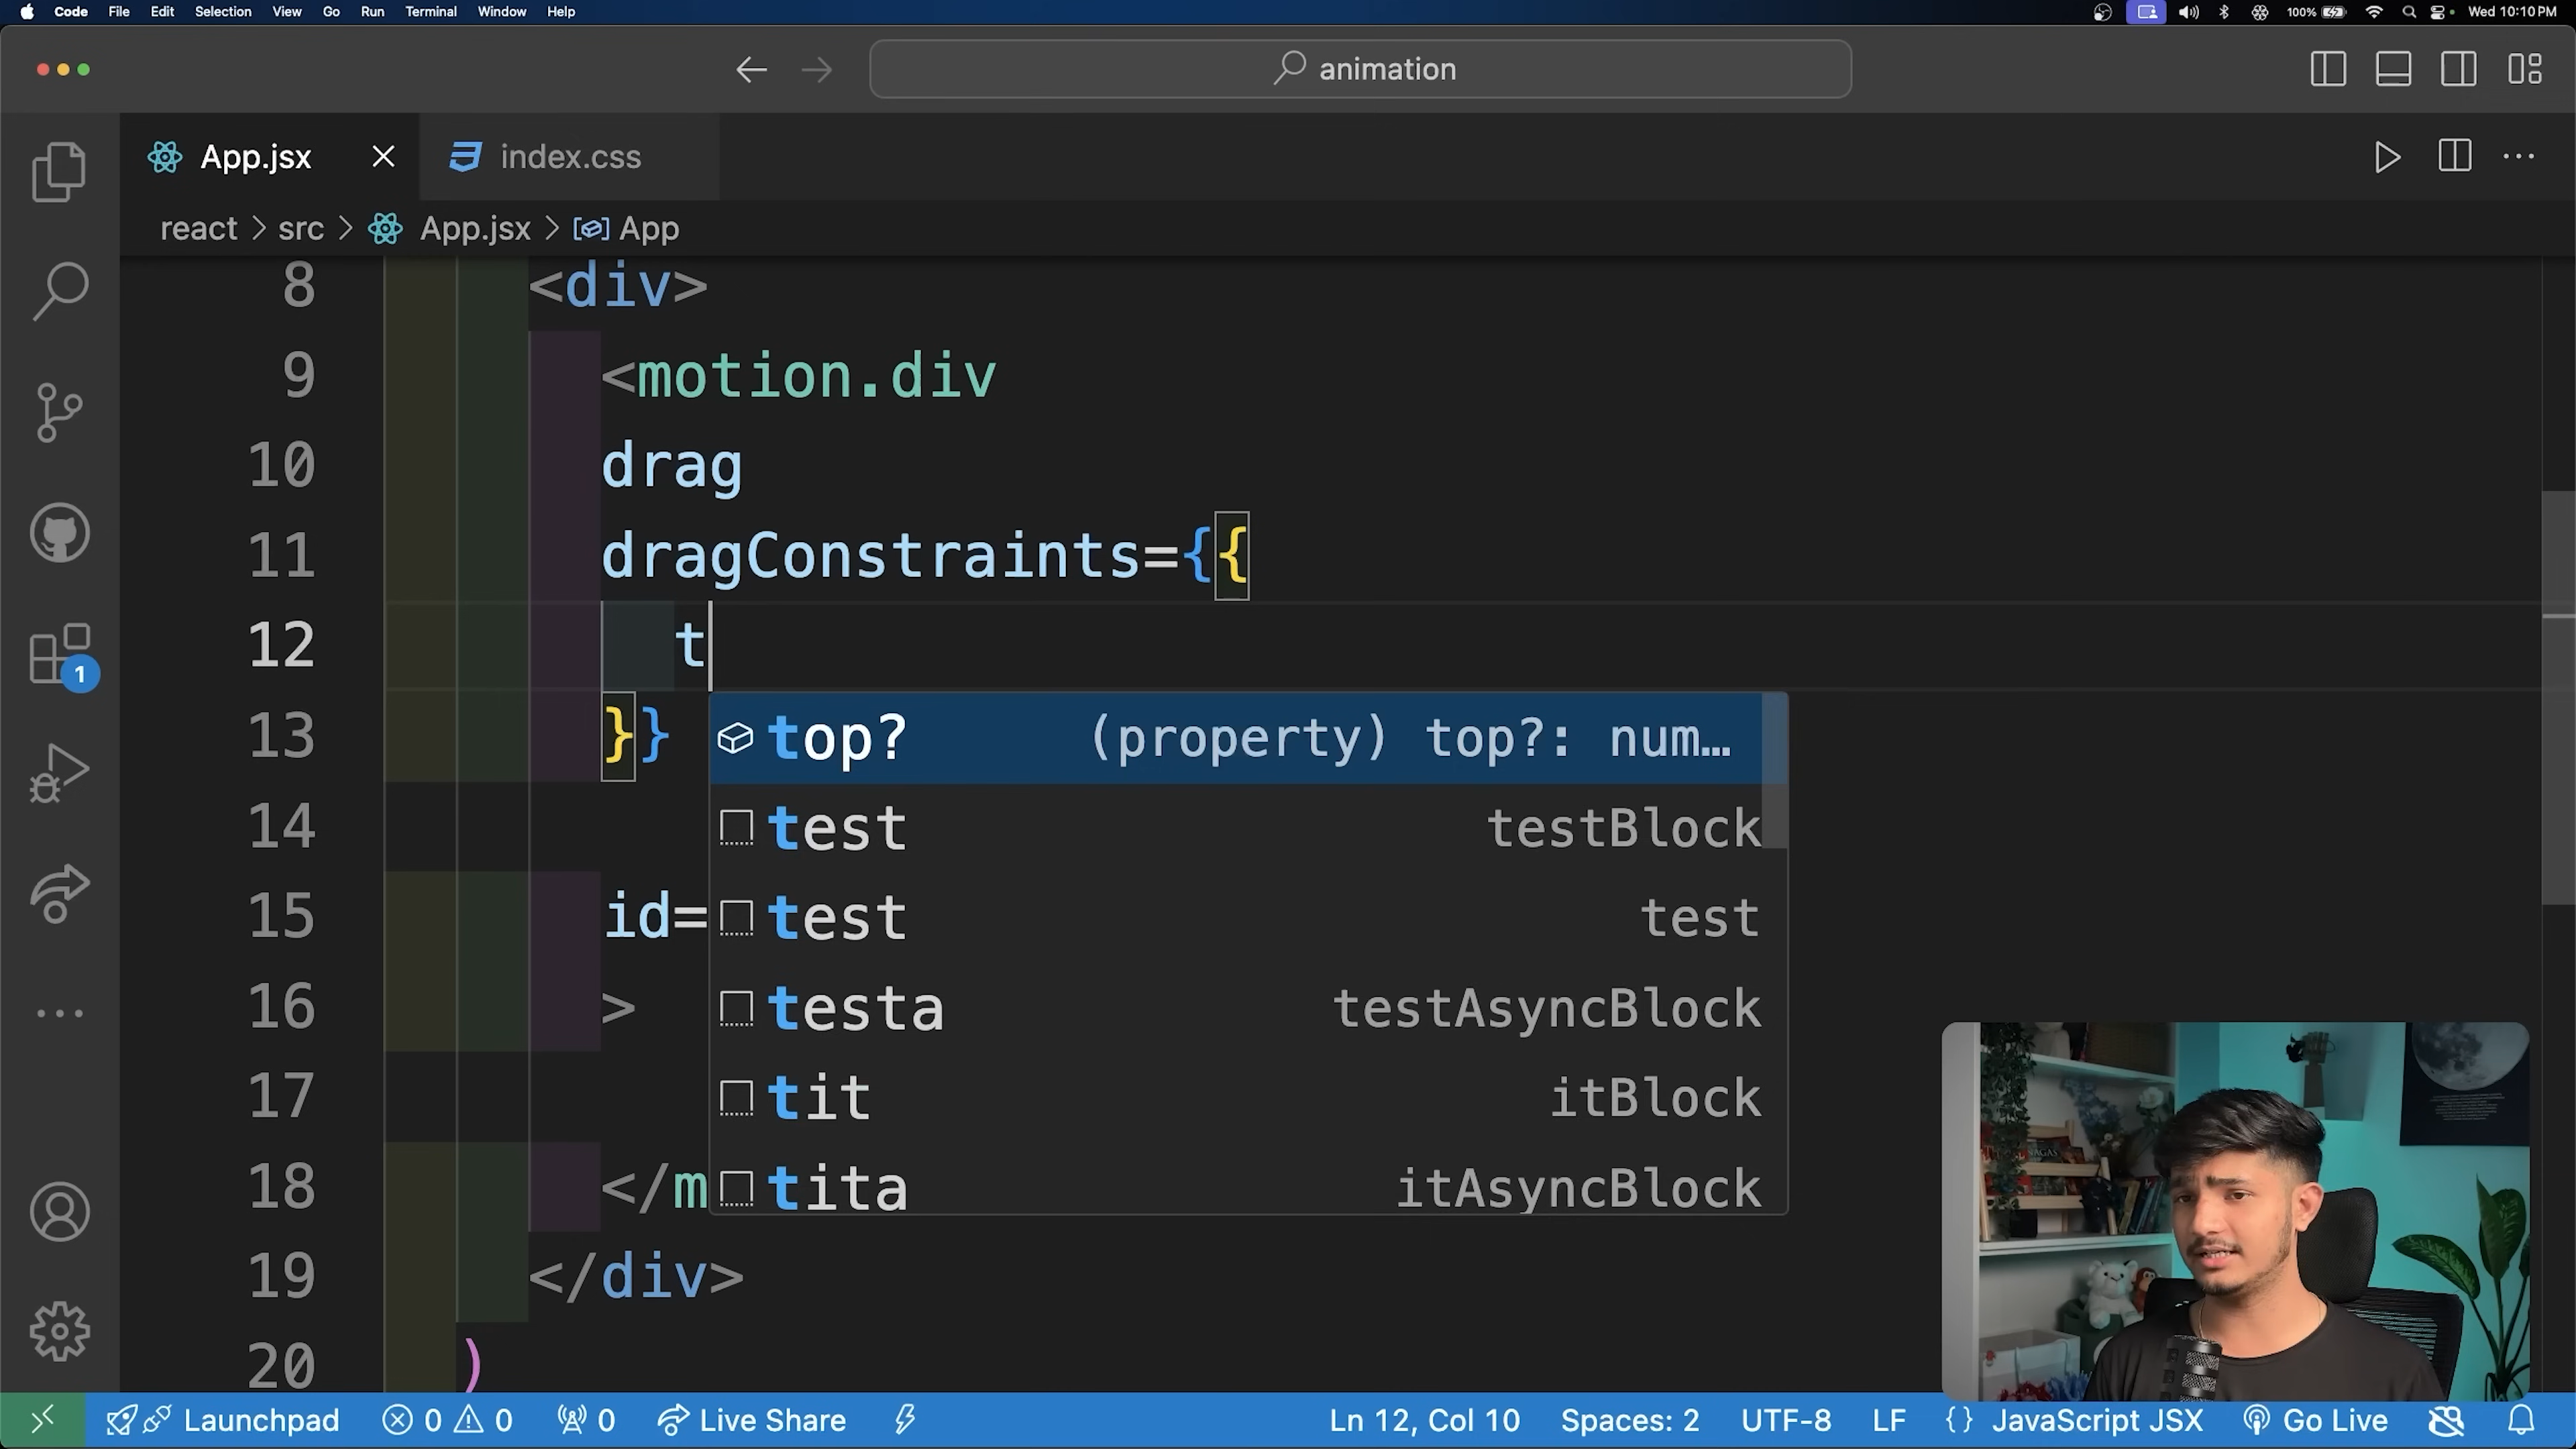 Code File Edit Selection View Go Run Terminal Window Help 100% Wed 10:10 PM
animation
App.jsx index.css
react > src > App.jsx > App
8 <div>
9 <motion.div
10 drag
11 dragConstraints={{
12 t
13 }}
top? (property) top?: num…
14
test testBlock
15 id=
test test
16 >
testa testAsyncBlock
17
tit itBlock
18 </m
tita itAsyncBlock
19 </div>
20 )
1
Launchpad 0 0 0 Live Share Ln 12, Col 10 Spaces: 2 UTF-8 LF {} JavaScript JSX Go Live